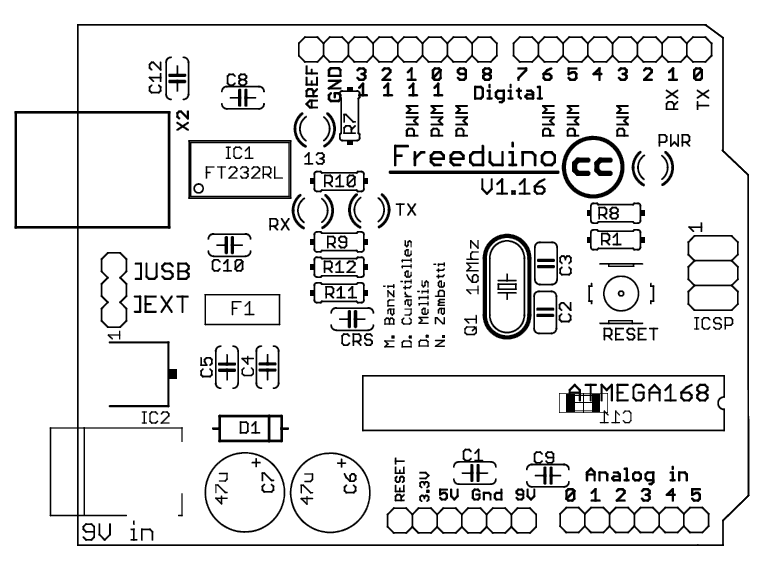 C12
C8
X2
AREF
GND
13
12
11
10
9
8
7
6
5
4
3
2
1
0
Digital
RX
TX
PWM
PWM
PWM
PWM
PWM
PWM
R7
13
IC1
FT232RL
Freeduino
cc
V1.16
PWR
R10
RX
TX
R8
R1
R9
C10
R12
R11
USB
EXT
1
F1
CRS
M. Banzi
D. Cuartielles
D. Mellis
N. Zambetti
Q1 16Mhz
C3
C2
RESET
1
ICSP
C5
C4
IC2
ATMEGA168
C11
D1
47u
C7
+
47u
C6
+
RESET
3.3V
5V Gnd 9V
C1
C9
Analog in
0 1 2 3 4 5
9V in